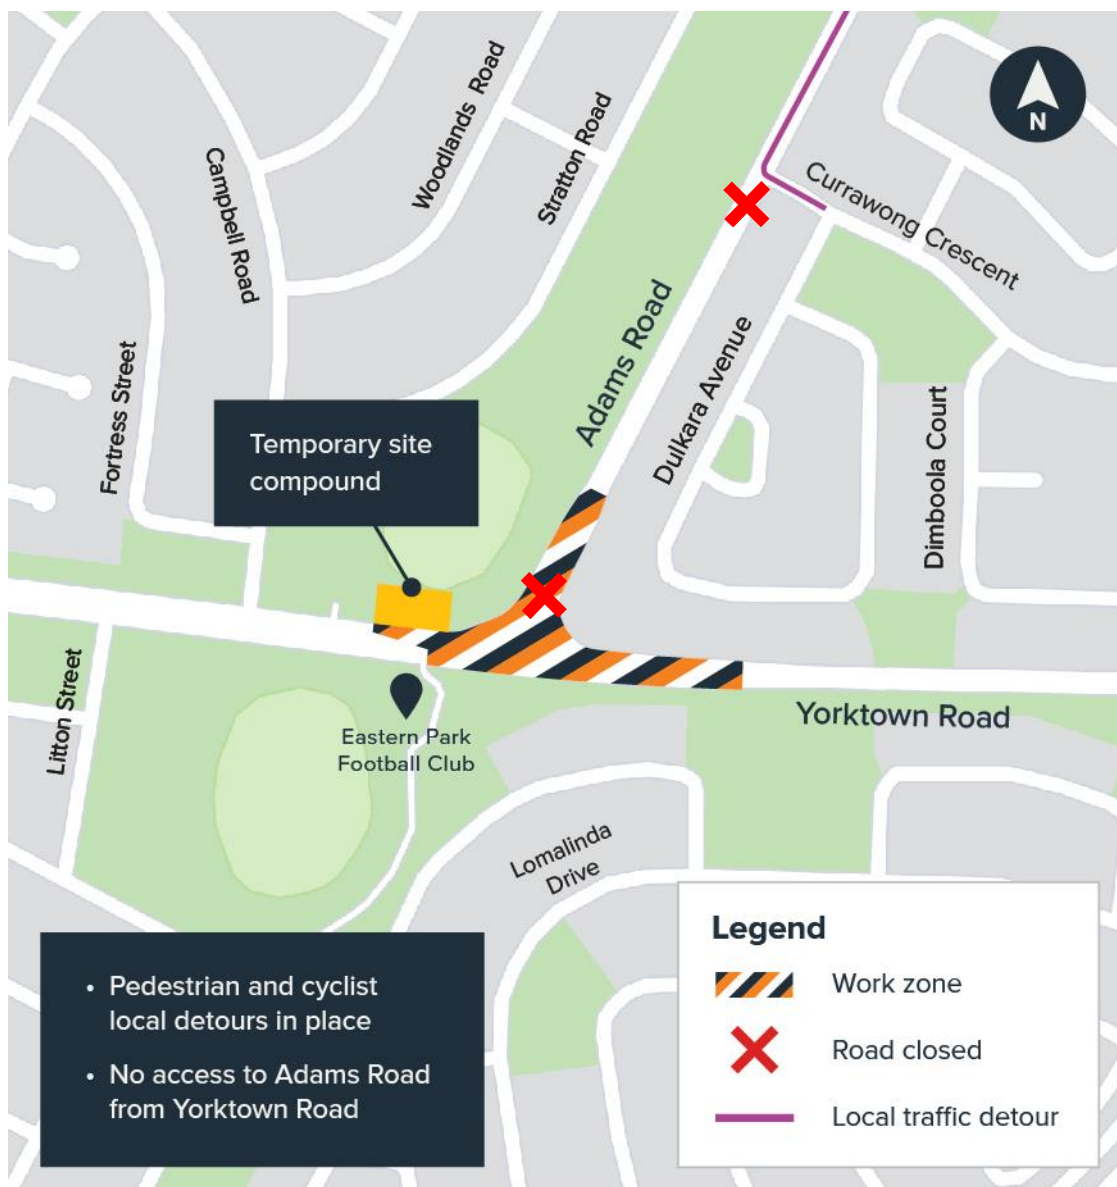 N
Woodlands Road
Stratton Road
Campbell Road
Currawong Crescent
Adams Road
Dulkara Avenue
Fortress Street
Dimboola Court
Temporary site
compound
Litton Street
Eastern Park
Football Club
Yorktown Road
Lomalinda
Drive
• Pedestrian and cyclist
local detours in place
• No access to Adams Road
from Yorktown Road
Legend
Work zone
Road closed
Local traffic detour